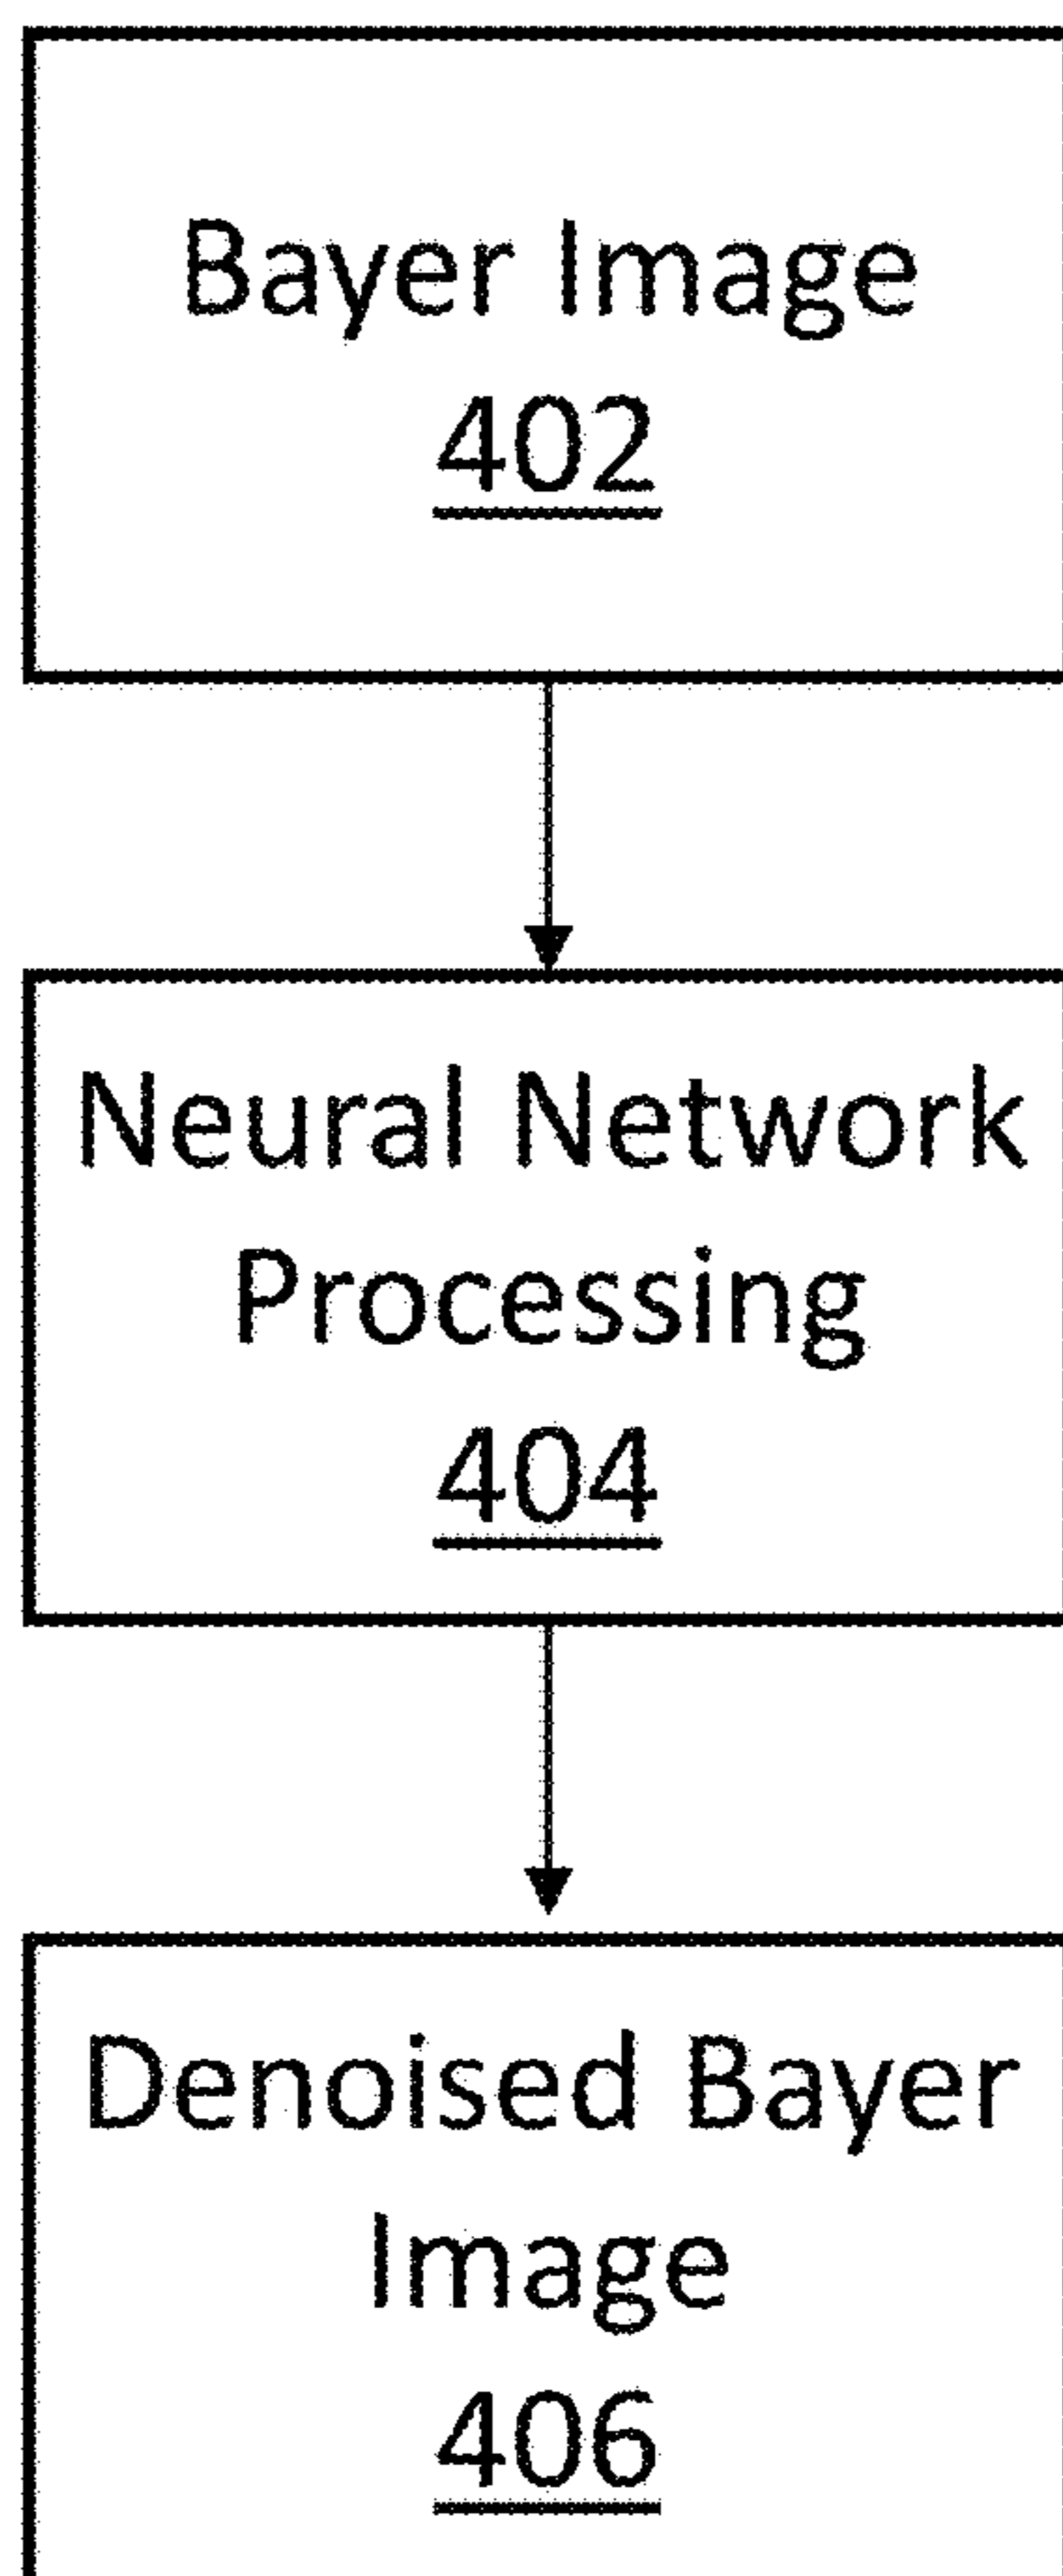 Bayer Image
402
Neural Network
Processing
404
Denoised Bayer
Image
406